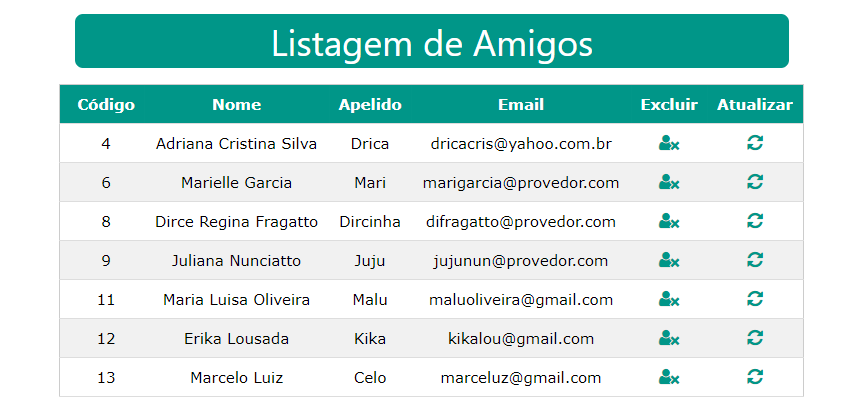 Listagem de Amigos
Código Nome Apelido Email Excluir Atualizar
4 Adriana Cristina Silva Drica dricacris@yahoo.com.br
6 Marielle Garcia Mari marigarcia@provedor.com
8 Dirce Regina Fragatto Dircinha difragatto@provedor.com
9 Juliana Nunciatto Juju jujunun@provedor.com
11 Maria Luisa Oliveira Malu maluoliveira@gmail.com
12 Erika Lousada Kika kikalou@gmail.com
13 Marcelo Luiz Celo marceluz@gmail.com